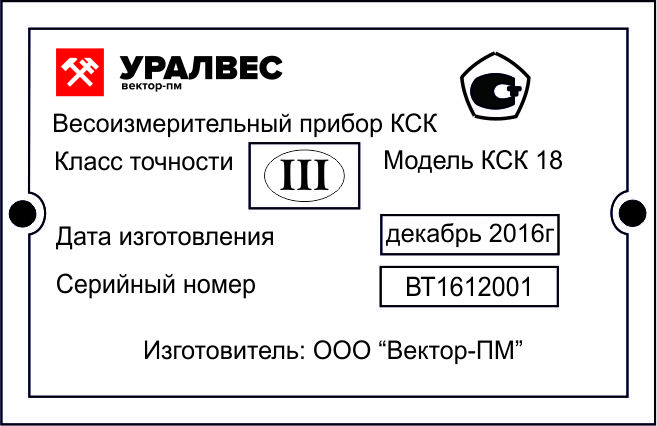 УРАЛВЕС
вектор-пм
Весоизмерительный прибор КСК
Класс точности III Модель КСК 18
Дата изготовления декабрь 2016г
Серийный номер ВТ1612001
Изготовитель: ООО “Вектор-ПМ”